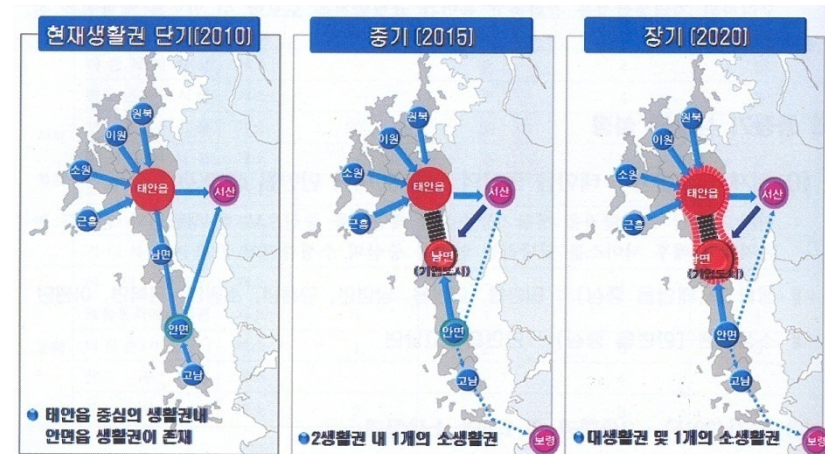 현재생활권 단기(2010)
원북
이원
소원
태안읍
서산
근흥
남면
안면
고남
태안읍 중심의 생활권내
안면읍 생활권이 존재
중기 (2015)
원북
이원
소원
태안읍
서산
근흥
남면
(기업도시)
안면
고남
보령
2생활권 내 1개의 소생활권
장기 (2020)
원북
이원
소원
태안읍
서산
근흥
남면
(기업도시)
안면
고남
보령
대생활권 및 1개의 소생활권